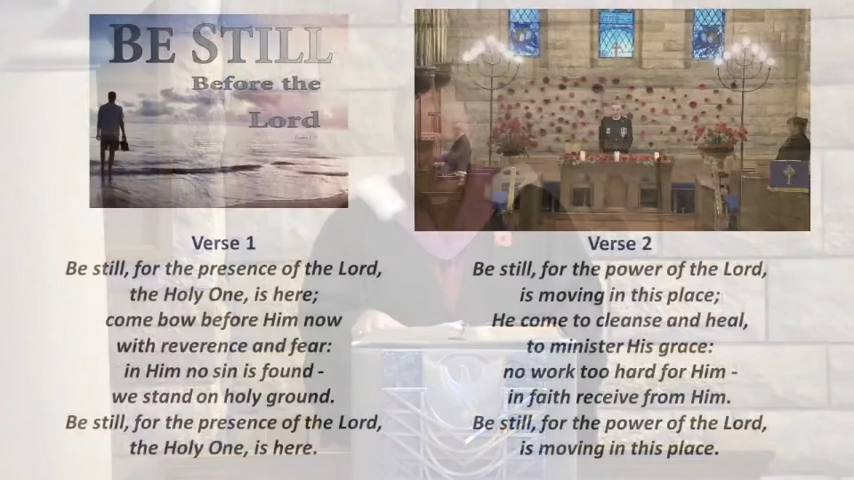 BE STILL
Before the
Lord
Verse 1
Be still, for the presence of the Lord,
the Holy One, is here;
come bow before Him now
with reverence and fear:
in Him no sin is found -
we stand on holy ground.
Be still, for the presence of the Lord,
the Holy One, is here.
Verse 2
Be still, for the power of the Lord,
is moving in this place;
He come to cleanse and heal,
to minister His grace:
no work too hard for Him -
in faith receive from Him.
Be still, for the power of the Lord,
is moving in this place.